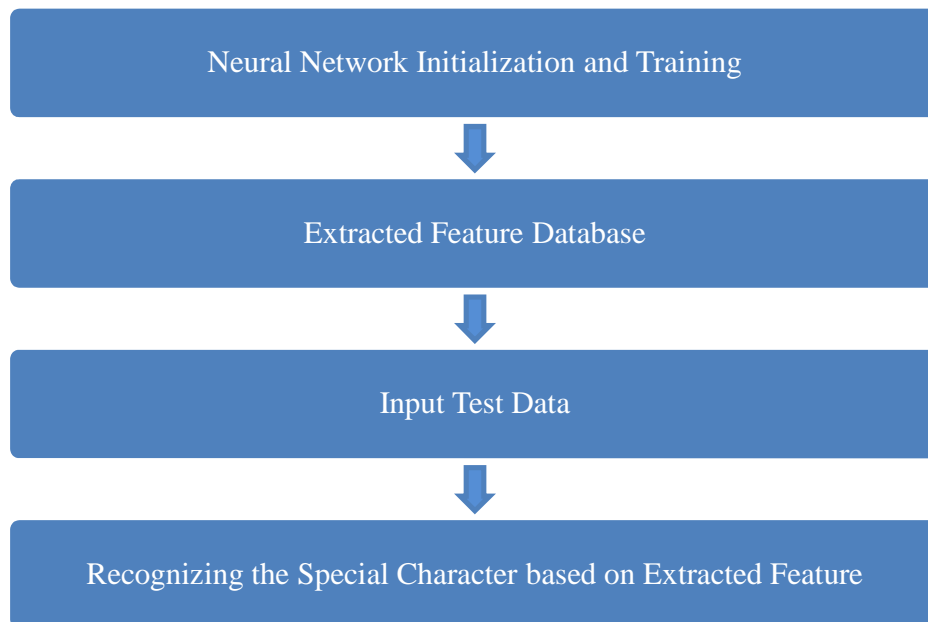 Neural Network Initialization and Training
Extracted Feature Database
Input Test Data
Recognizing the Special Character based on Extracted Feature